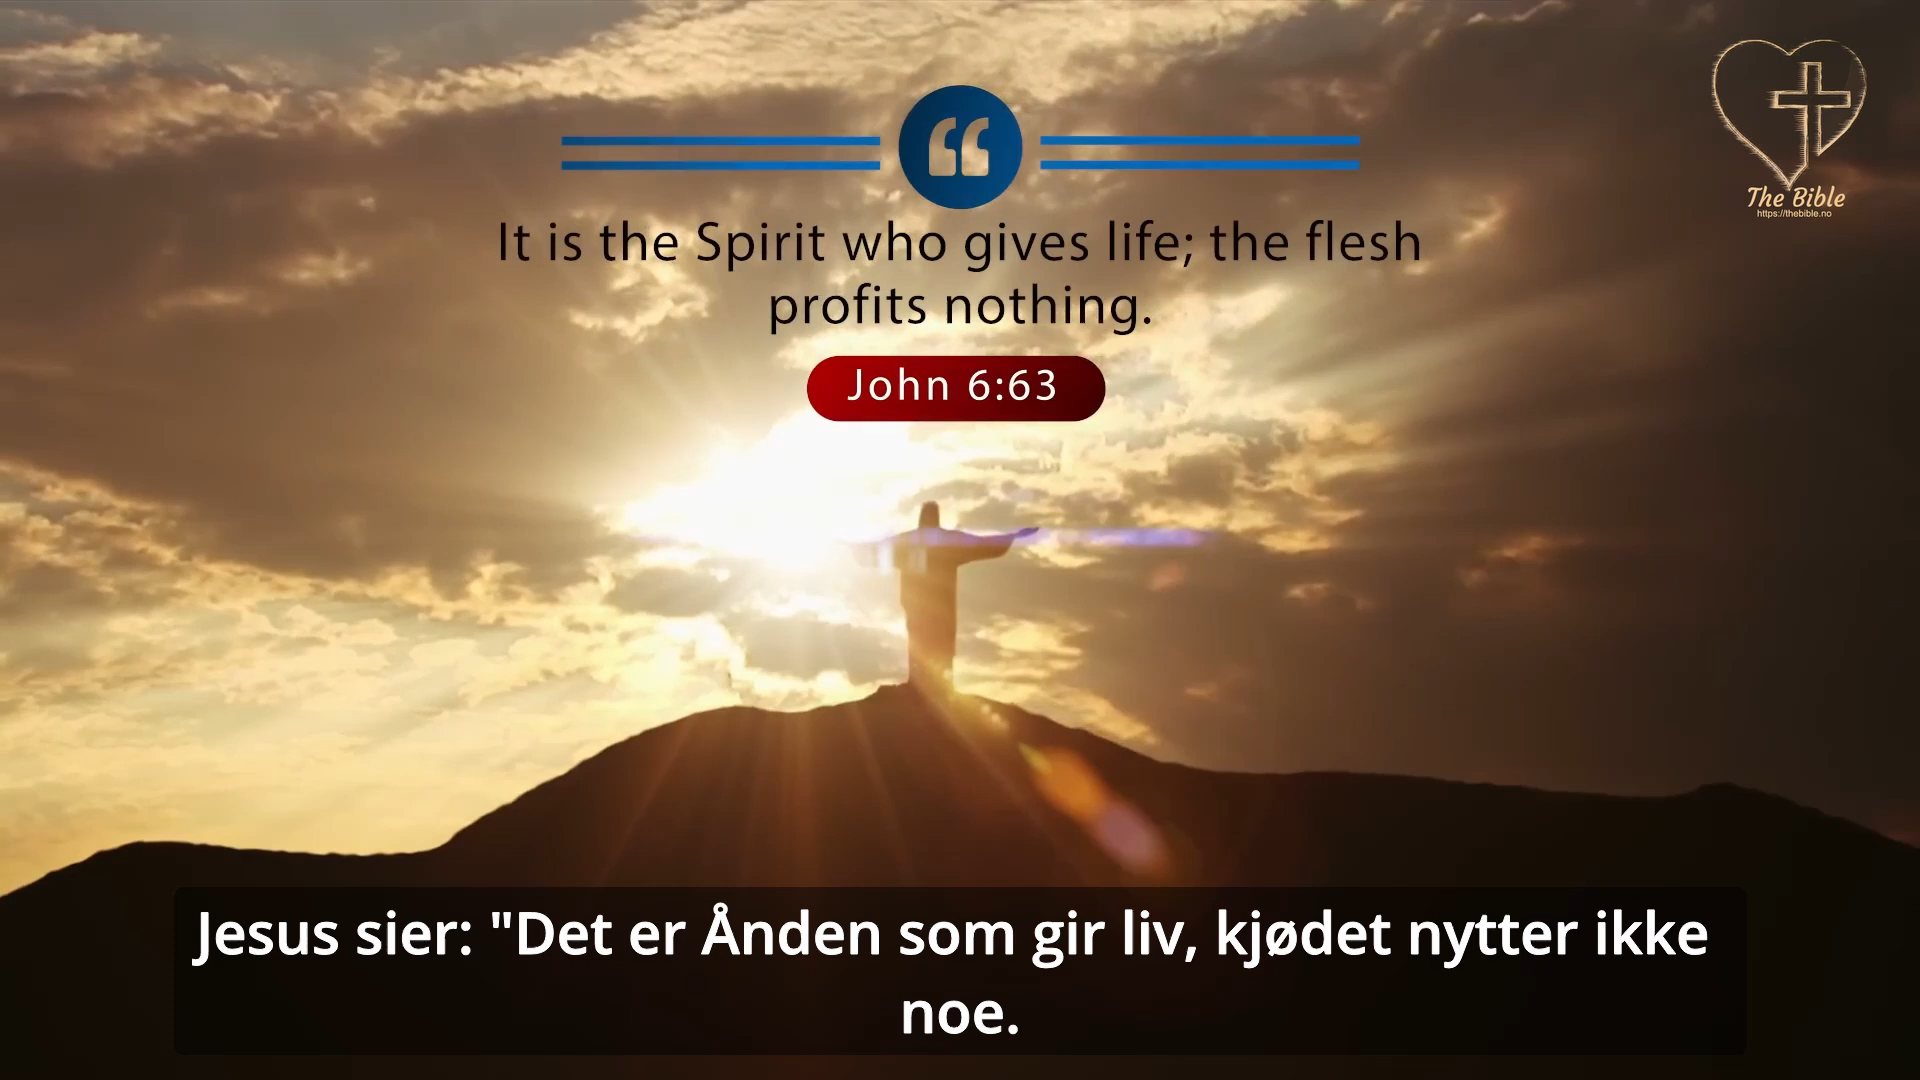 The Bible
https://thebible.no
It is the Spirit who gives life; the flesh
profits nothing.
John 6:63
Jesus sier: "Det er Ånden som gir liv, kjødet nytter ikke
noe.